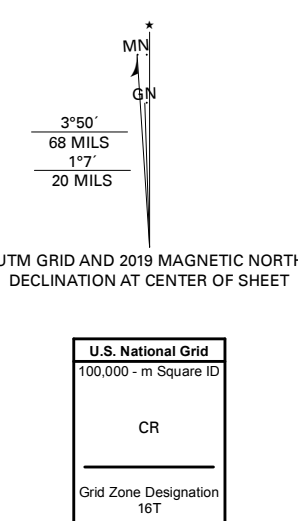 ★
MN
GN
3°50´
68 MILS
1°7´
20 MILS
UTM GRID AND 2019 MAGNETIC NORTH
DECLINATION AT CENTER OF SHEET
U.S. National Grid
100,000 - m Square ID
CR
Grid Zone Designation
16T